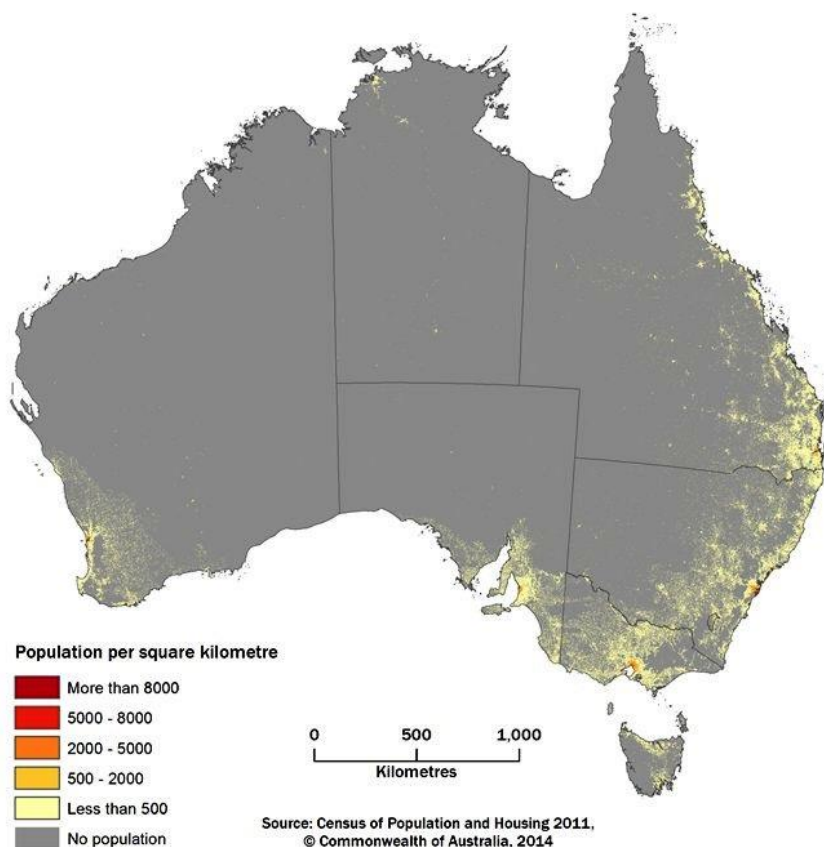 Population per square kilometre
More than 8000
5000 - 8000
2000 - 5000
500 - 2000
Less than 500
No population
0 500 1,000
Kilometres
Source: Census of Population and Housing 2011,
© Commonwealth of Australia, 2014